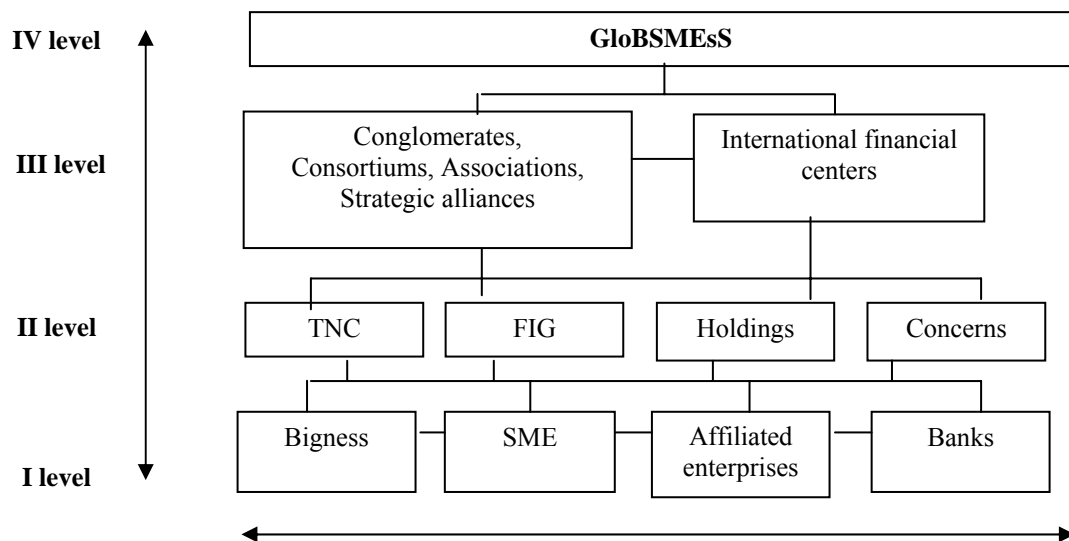 IV level
GloBSMEsS
III level
Conglomerates,
Consortiums, Associations,
Strategic alliances
International financial
centers
II level
TNC
FIG
Holdings
Concerns
I level
Bigness
SME
Affiliated
enterprises
Banks